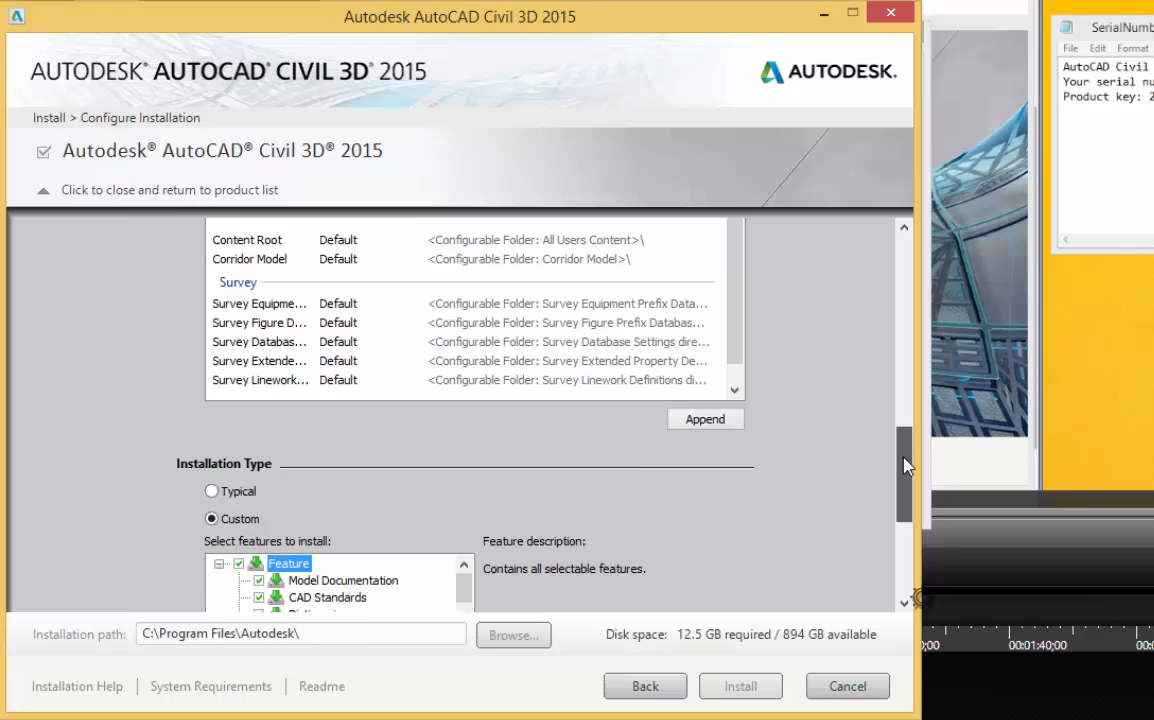 Autodesk AutoCAD Civil 3D 2015
AUTODESK® AUTOCAD® CIVIL 3D® 2015
AUTODESK.
Install > Configure Installation
Autodesk® AutoCAD® Civil 3D® 2015
Click to close and return to product list
Content Root Default <Configurable Folder: All Users Content>\
Corridor Model Default <Configurable Folder: Corridor Model>\
Survey
Survey Equipme... Default <Configurable Folder: Survey Equipment Prefix Data...
Survey Figure D... Default <Configurable Folder: Survey Figure Prefix Databas...
Survey Databas... Default <Configurable Folder: Survey Database Settings dire...
Survey Extende... Default <Configurable Folder: Survey Extended Property De...
Survey Linework... Default <Configurable Folder: Survey Linework Definitions di...
Append
Installation Type
Typical
Custom
Select features to install:
Feature description:
Feature
Contains all selectable features.
Model Documentation
CAD Standards
Installation path: C:\Program Files\Autodesk\ Browse... Disk space: 12.5 GB required / 894 GB available
Installation Help System Requirements Readme Back Install Cancel
SerialNumb
File Edit Format
AutoCAD Civil
Your serial nu
Product key: 2
;00 00:01:40;00 00:0